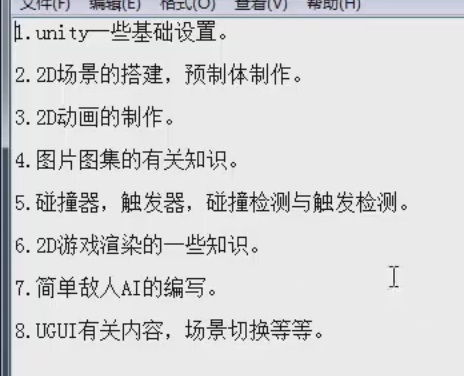 文件(F) 编辑(E) 格式(O) 查看(V) 帮助(H)
1.unity一些基础设置。
2.2D场景的搭建，预制体制作。
3.2D动画的制作。
4.图片图集的有关知识。
5.碰撞器，触发器，碰撞检测与触发检测。
6.2D游戏渲染的一些知识。
7.简单敌人AI的编写。
8.UGUI有关内容，场景切换等等。